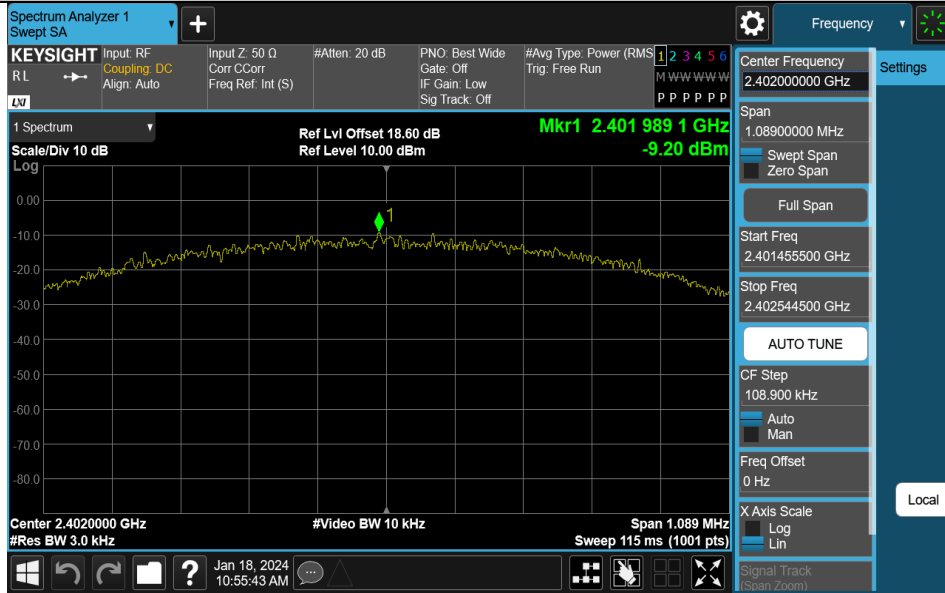 Spectrum Analyzer 1
Swept SA
+
Frequency
KEYSIGHT
R L
LXI
Input: RF
Coupling: DC
Align: Auto
Input Z: 50 Ω
Corr CCorr
Freq Ref: Int (S)
#Atten: 20 dB
PNO: Best Wide
Gate: Off
IF Gain: Low
Sig Track: Off
#Avg Type: Power (RMS
Trig: Free Run
1 2 3 4 5 6
M W W W W W
P P P P P P
1 Spectrum
Scale/Div 10 dB
Log
Ref Lvl Offset 18.60 dB
Ref Level 10.00 dBm
Mkr1 2.401 989 1 GHz
-9.20 dBm
1
0.00
-10.0
-20.0
-30.0
-40.0
-50.0
-60.0
-70.0
-80.0
Center 2.4020000 GHz
#Res BW 3.0 kHz
#Video BW 10 kHz
Span 1.089 MHz
Sweep 115 ms (1001 pts)
Center Frequency
2.402000000 GHz
Span
1.08900000 MHz
Swept Span
Zero Span
Full Span
Start Freq
2.401455500 GHz
Stop Freq
2.402544500 GHz
AUTO TUNE
CF Step
108.900 kHz
Auto
Man
Freq Offset
0 Hz
X Axis Scale
Log
Lin
Signal Track
(Span Zoom)
Settings
Local
?
Jan 18, 2024
10:55:43 AM